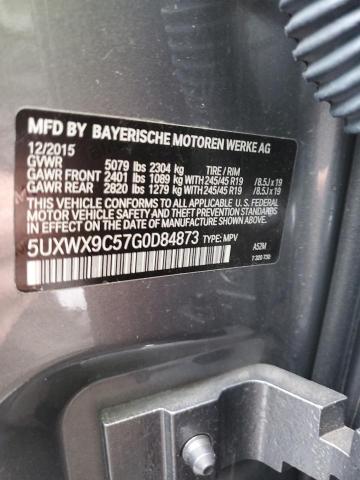 MFD BY BAYERISCHE MOTOREN WERKE AG
12/2015
GVWR 5079 lbs 2304 kg TIRE / RIM
GAWR FRONT 2401 lbs 1089 kg WITH 245/45 R19 /8.5J x 19
GAWR REAR 2820 lbs 1279 kg WITH 245/45 R19 /8.5J x 19
THIS VEHICLE CONFORMS TO ALL APPLICABLE U. S. FEDERAL
MOTOR VEHICLE SAFETY AND THEFT PREVENTION STANDARDS
IN EFFECT ON THE DATE OF MANUFACTURE SHOWN ABOVE.
5UXWX9C57G0D84873 TYPE: MPV A52M